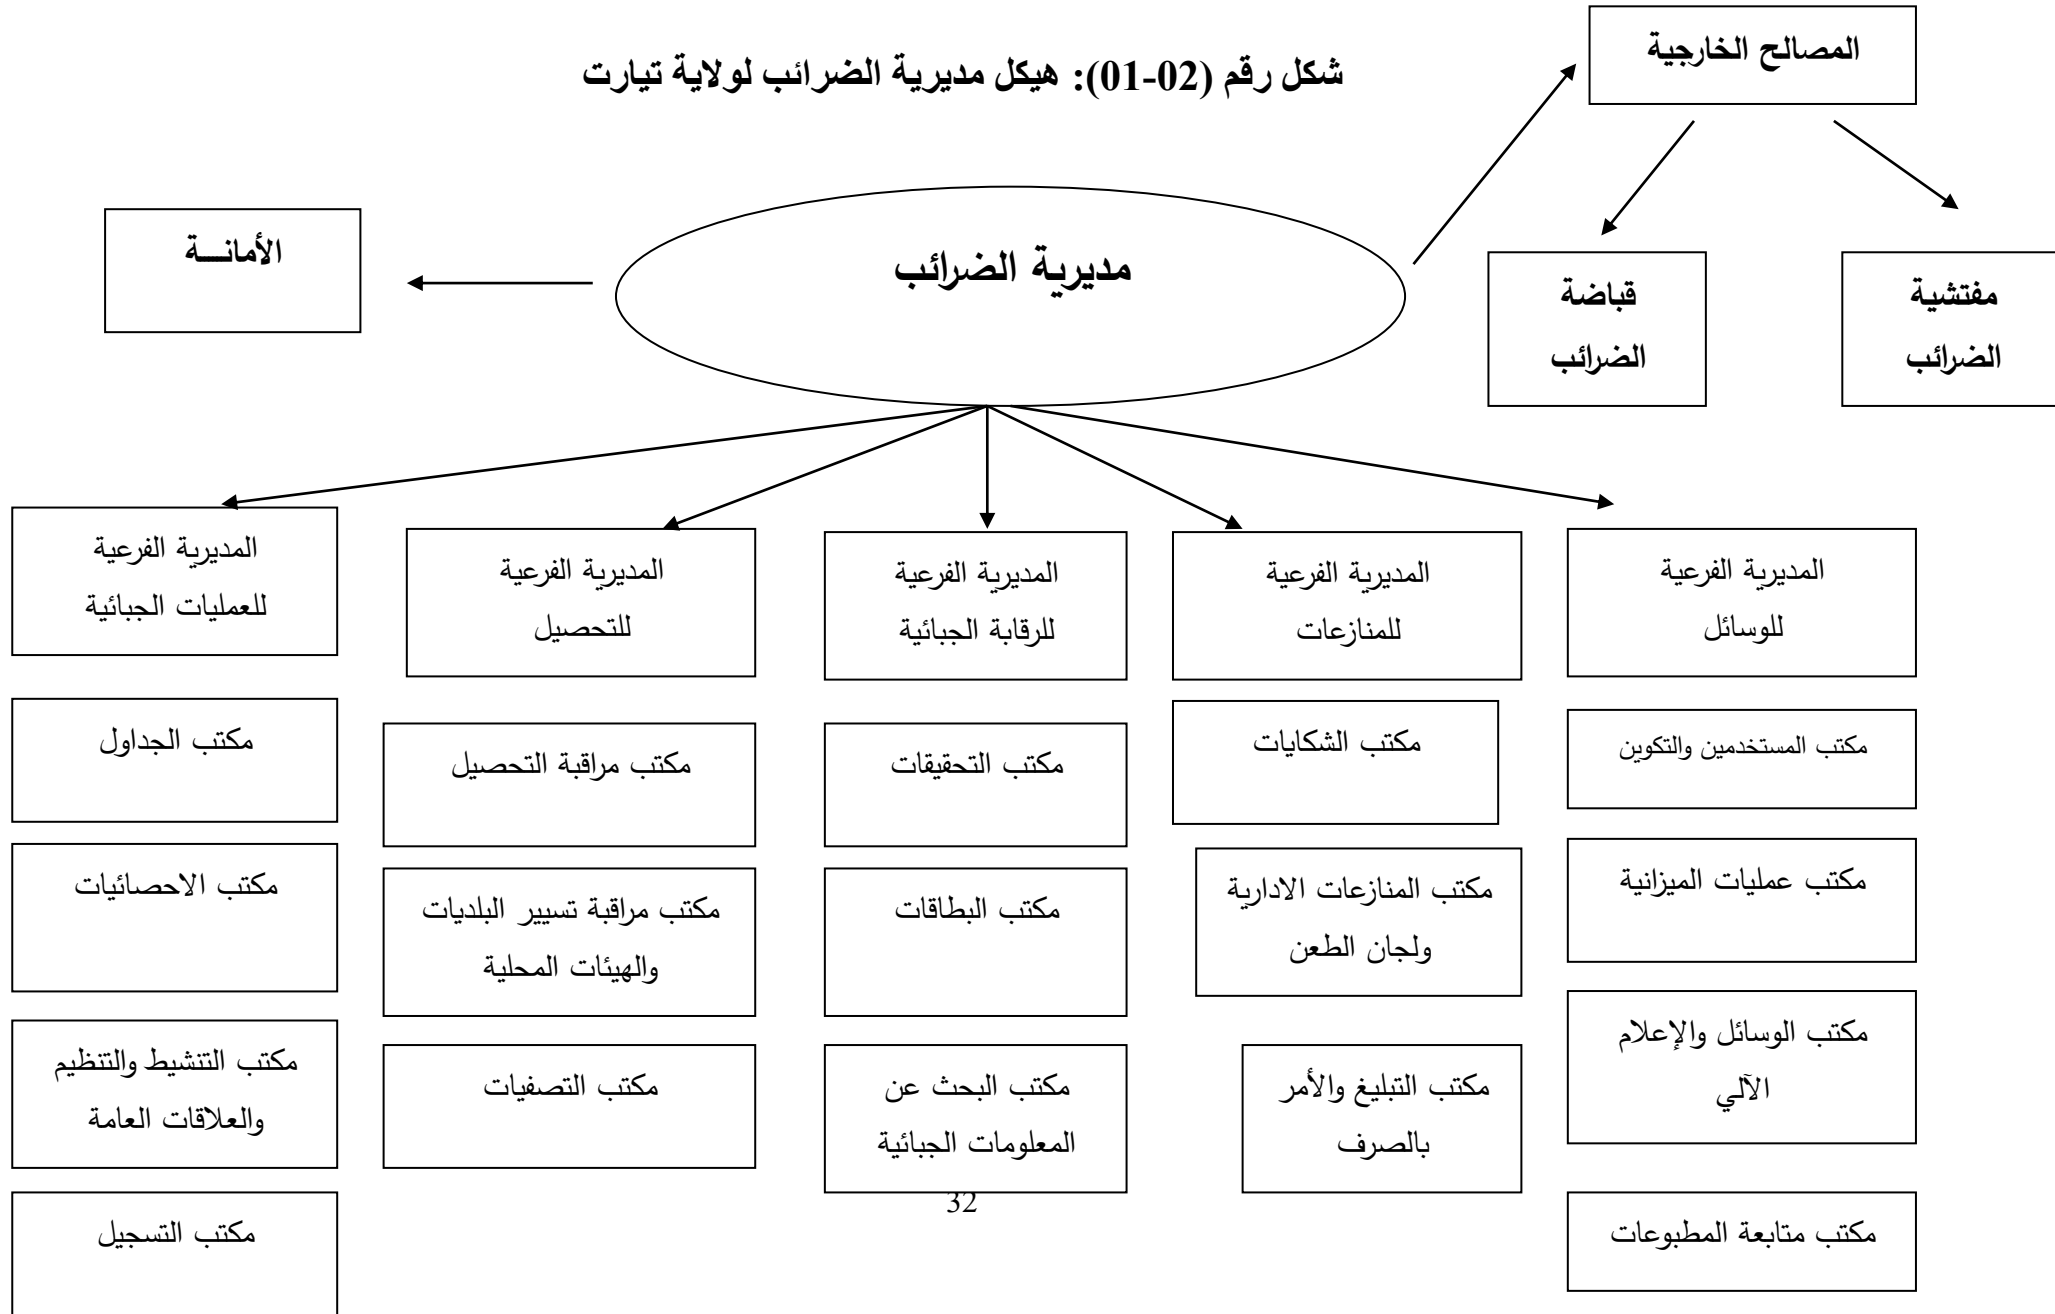 المصالح الخارجية
شكل رقم (02-01): هيكل مديرية الضرائب لولاية تيارت
مديرية الضرائب
الأمانــــة
مفتشية
الضرائب
قباضة
الضرائب
المديرية الفرعية
للوسائل
المديرية الفرعية
للمنازعات
المديرية الفرعية
للرقابة الجبائية
المديرية الفرعية
للتحصيل
المديرية الفرعية
للعمليات الجبائية
مكتب المستخدمين والتكوين
مكتب الشكايات
مكتب التحقيقات
مكتب مراقبة التحصيل
مكتب الجداول
مكتب عمليات الميزانية
مكتب المنازعات الادارية
ولجان الطعن
مكتب البطاقات
مكتب مراقبة تسيير البلديات
والهيئات المحلية
مكتب الاحصائيات
مكتب الوسائل والإعلام
الآلي
مكتب التبليغ والأمر
بالصرف
مكتب البحث عن
المعلومات الجبائية
مكتب التصفيات
مكتب التنشيط والتنظيم
والعلاقات العامة
مكتب متابعة المطبوعات
مكتب التسجيل
32